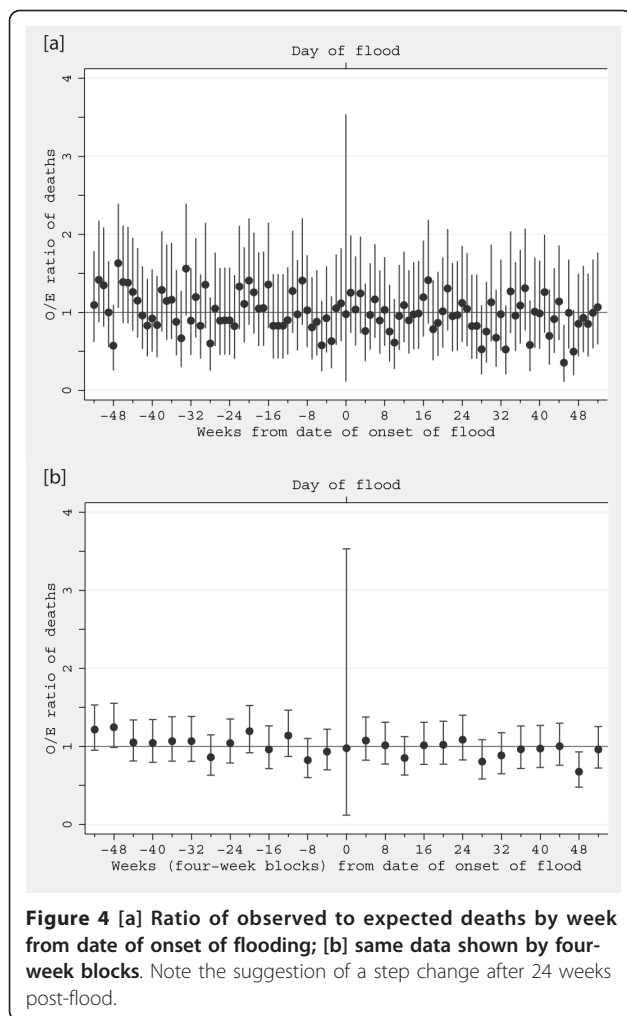 [a]
Day of flood
4
3
2
1
0
O/E ratio of deaths
-48 -40 -32 -24 -16 -8 0 8 16 24 32 40 48
Weeks from date of onset of flood
[b]
Day of flood
4
3
2
1
0
O/E ratio of deaths
-48 -40 -32 -24 -16 -8 0 8 16 24 32 40 48
Weeks (four-week blocks) from date of onset of flood
Figure 4 [a] Ratio of observed to expected deaths by week
from date of onset of flooding; [b] same data shown by four-
week blocks. Note the suggestion of a step change after 24 weeks
post-flood.